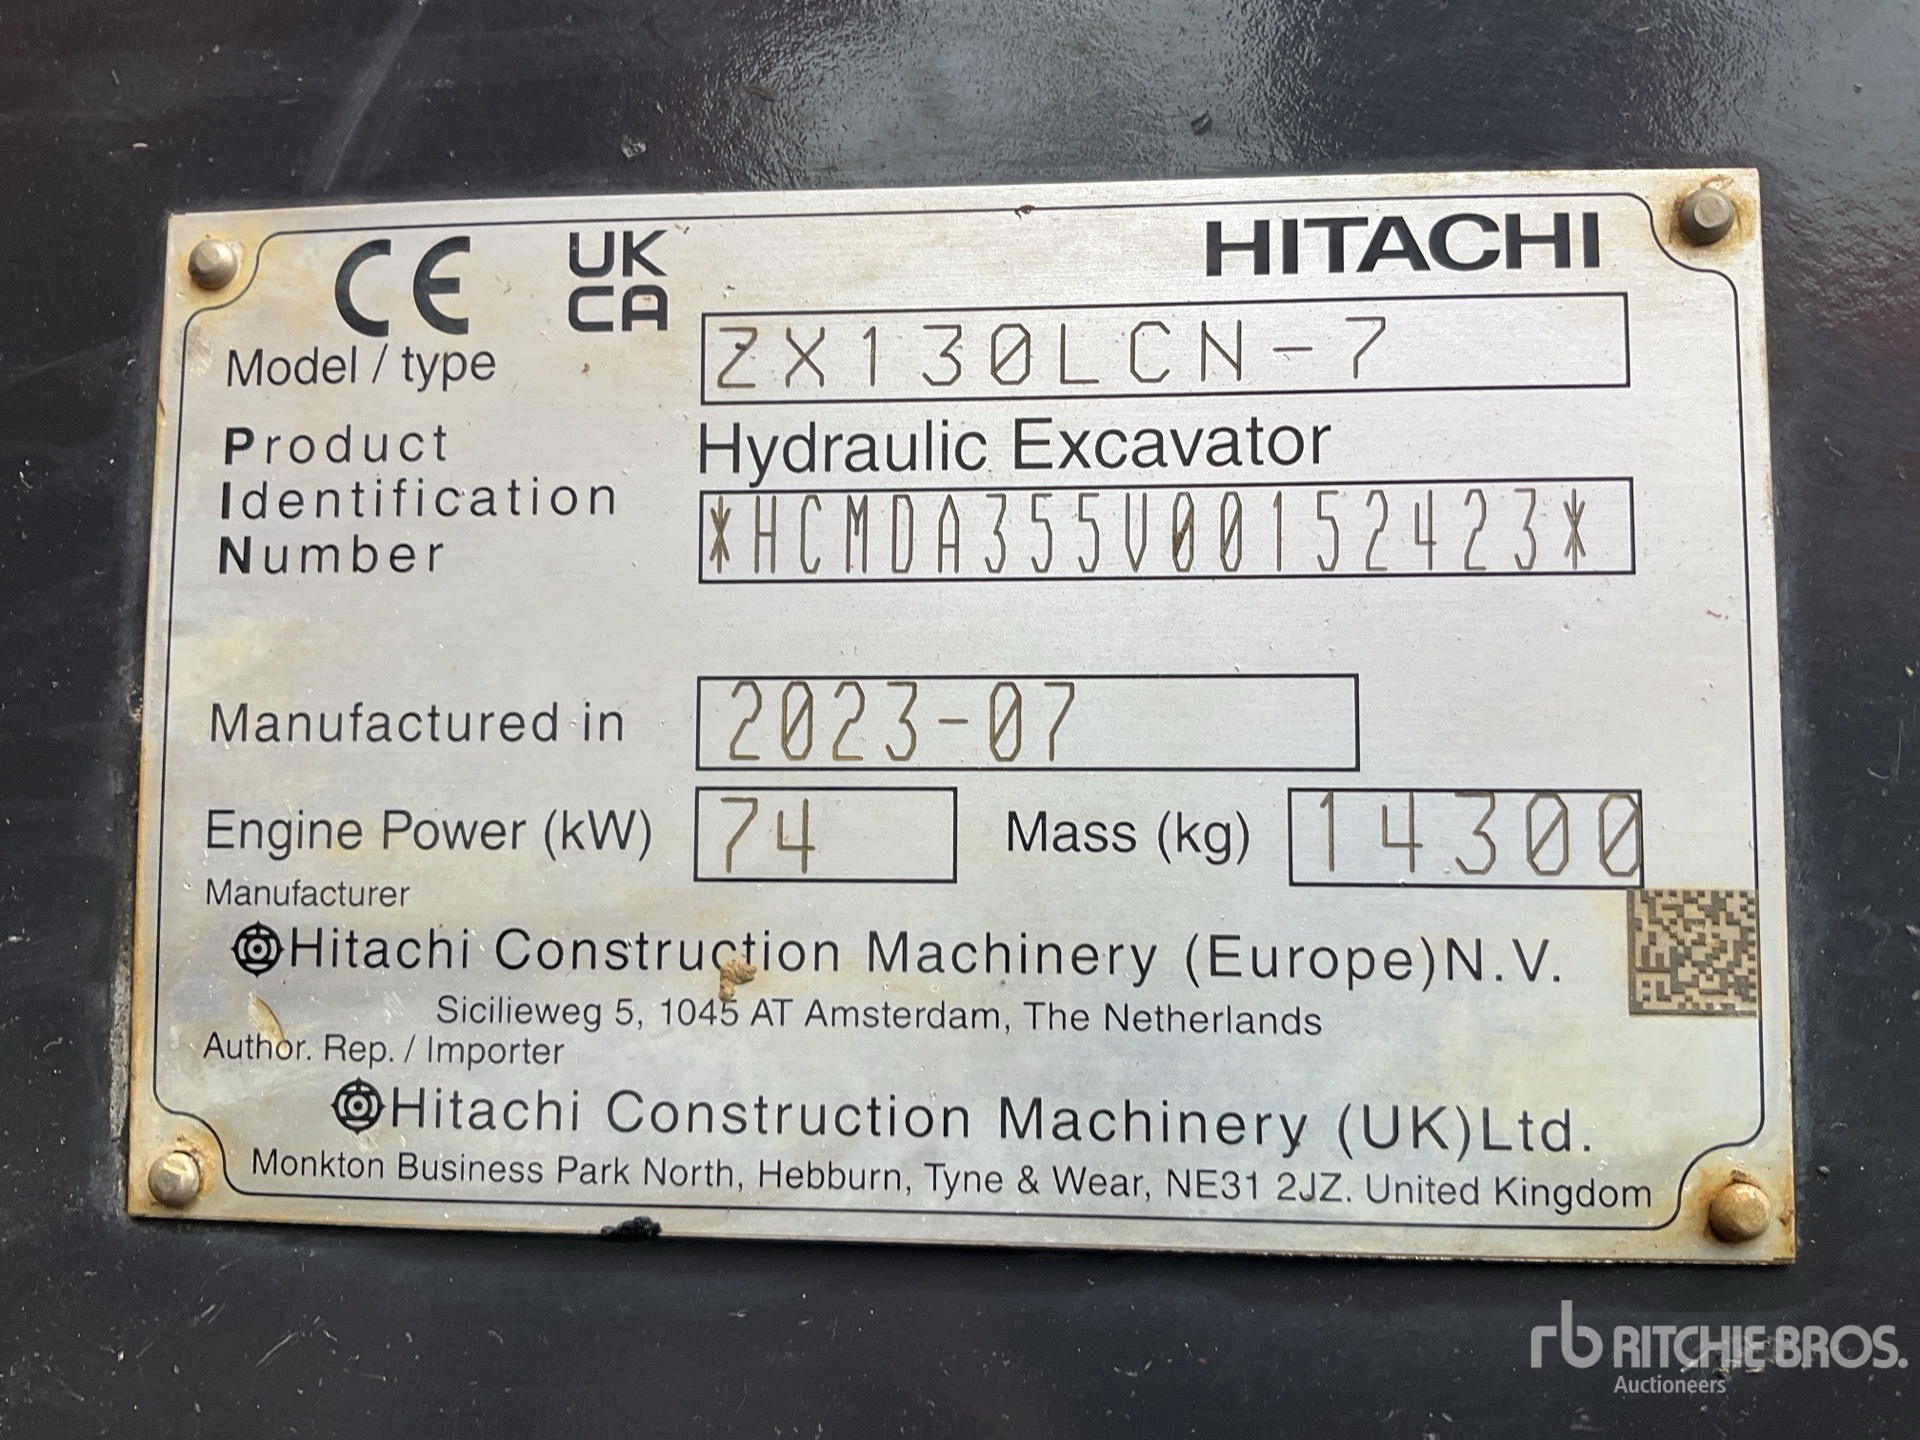 CE UK CA HITACHI
Model / type ZX130LCN-7
Product Hydraulic Excavator
Identification
Number *HCMDA355V00152423*
Manufactured in 2023-07
Engine Power (kW) 74 Mass (kg) 14300
Manufacturer
Hitachi Construction Machinery (Europe)N.V.
Sicilieweg 5, 1045 AT Amsterdam, The Netherlands
Author. Rep. / Importer
Hitachi Construction Machinery (UK)Ltd.
Monkton Business Park North, Hebburn, Tyne & Wear, NE31 2JZ. United Kingdom
rb RITCHIE BROS.
Auctioneers